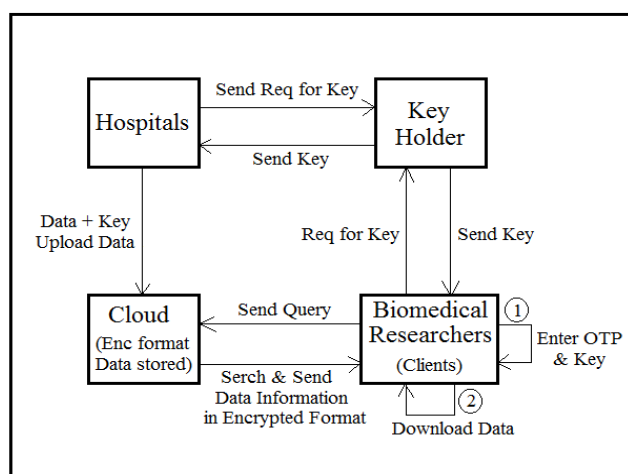 Hospitals
Send Req for Key
Key
Holder
Send Key
Data + Key
Upload Data
Req for Key
Send Key
Cloud
(Enc format
Data stored)
Send Query
Serch & Send
Data Information
in Encrypted Format
Biomedical
Researchers
(Clients)
1
Enter OTP
& Key
2
Download Data